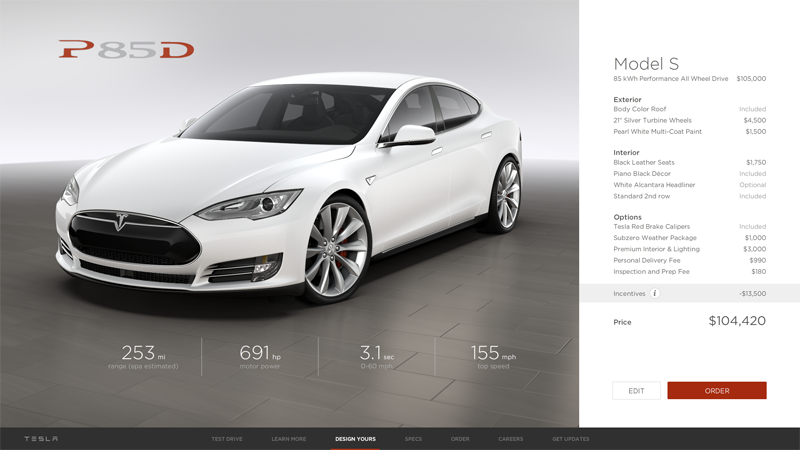 P85D
253 mi
range (epa estimated)
691 hp
motor power
3.1 sec
0-60 mph
155 mph
top speed
Model S
85 kWh Performance All Wheel Drive $105,000
Exterior
Body Color Roof Included
21" Silver Turbine Wheels $4,500
Pearl White Multi-Coat Paint $1,500
Interior
Black Leather Seats $1,750
Piano Black Décor Included
White Alcantara Headliner Optional
Standard 2nd row Included
Options
Tesla Red Brake Calipers Included
Subzero Weather Package $1,000
Premium Interior & Lighting $3,000
Personal Delivery Fee $990
Inspection and Prep Fee $180
Incentives i -$13,500
Price $104,420
EDIT ORDER
TESLA TEST DRIVE LEARN MORE DESIGN YOURS SPECS ORDER CAREERS GET UPDATES